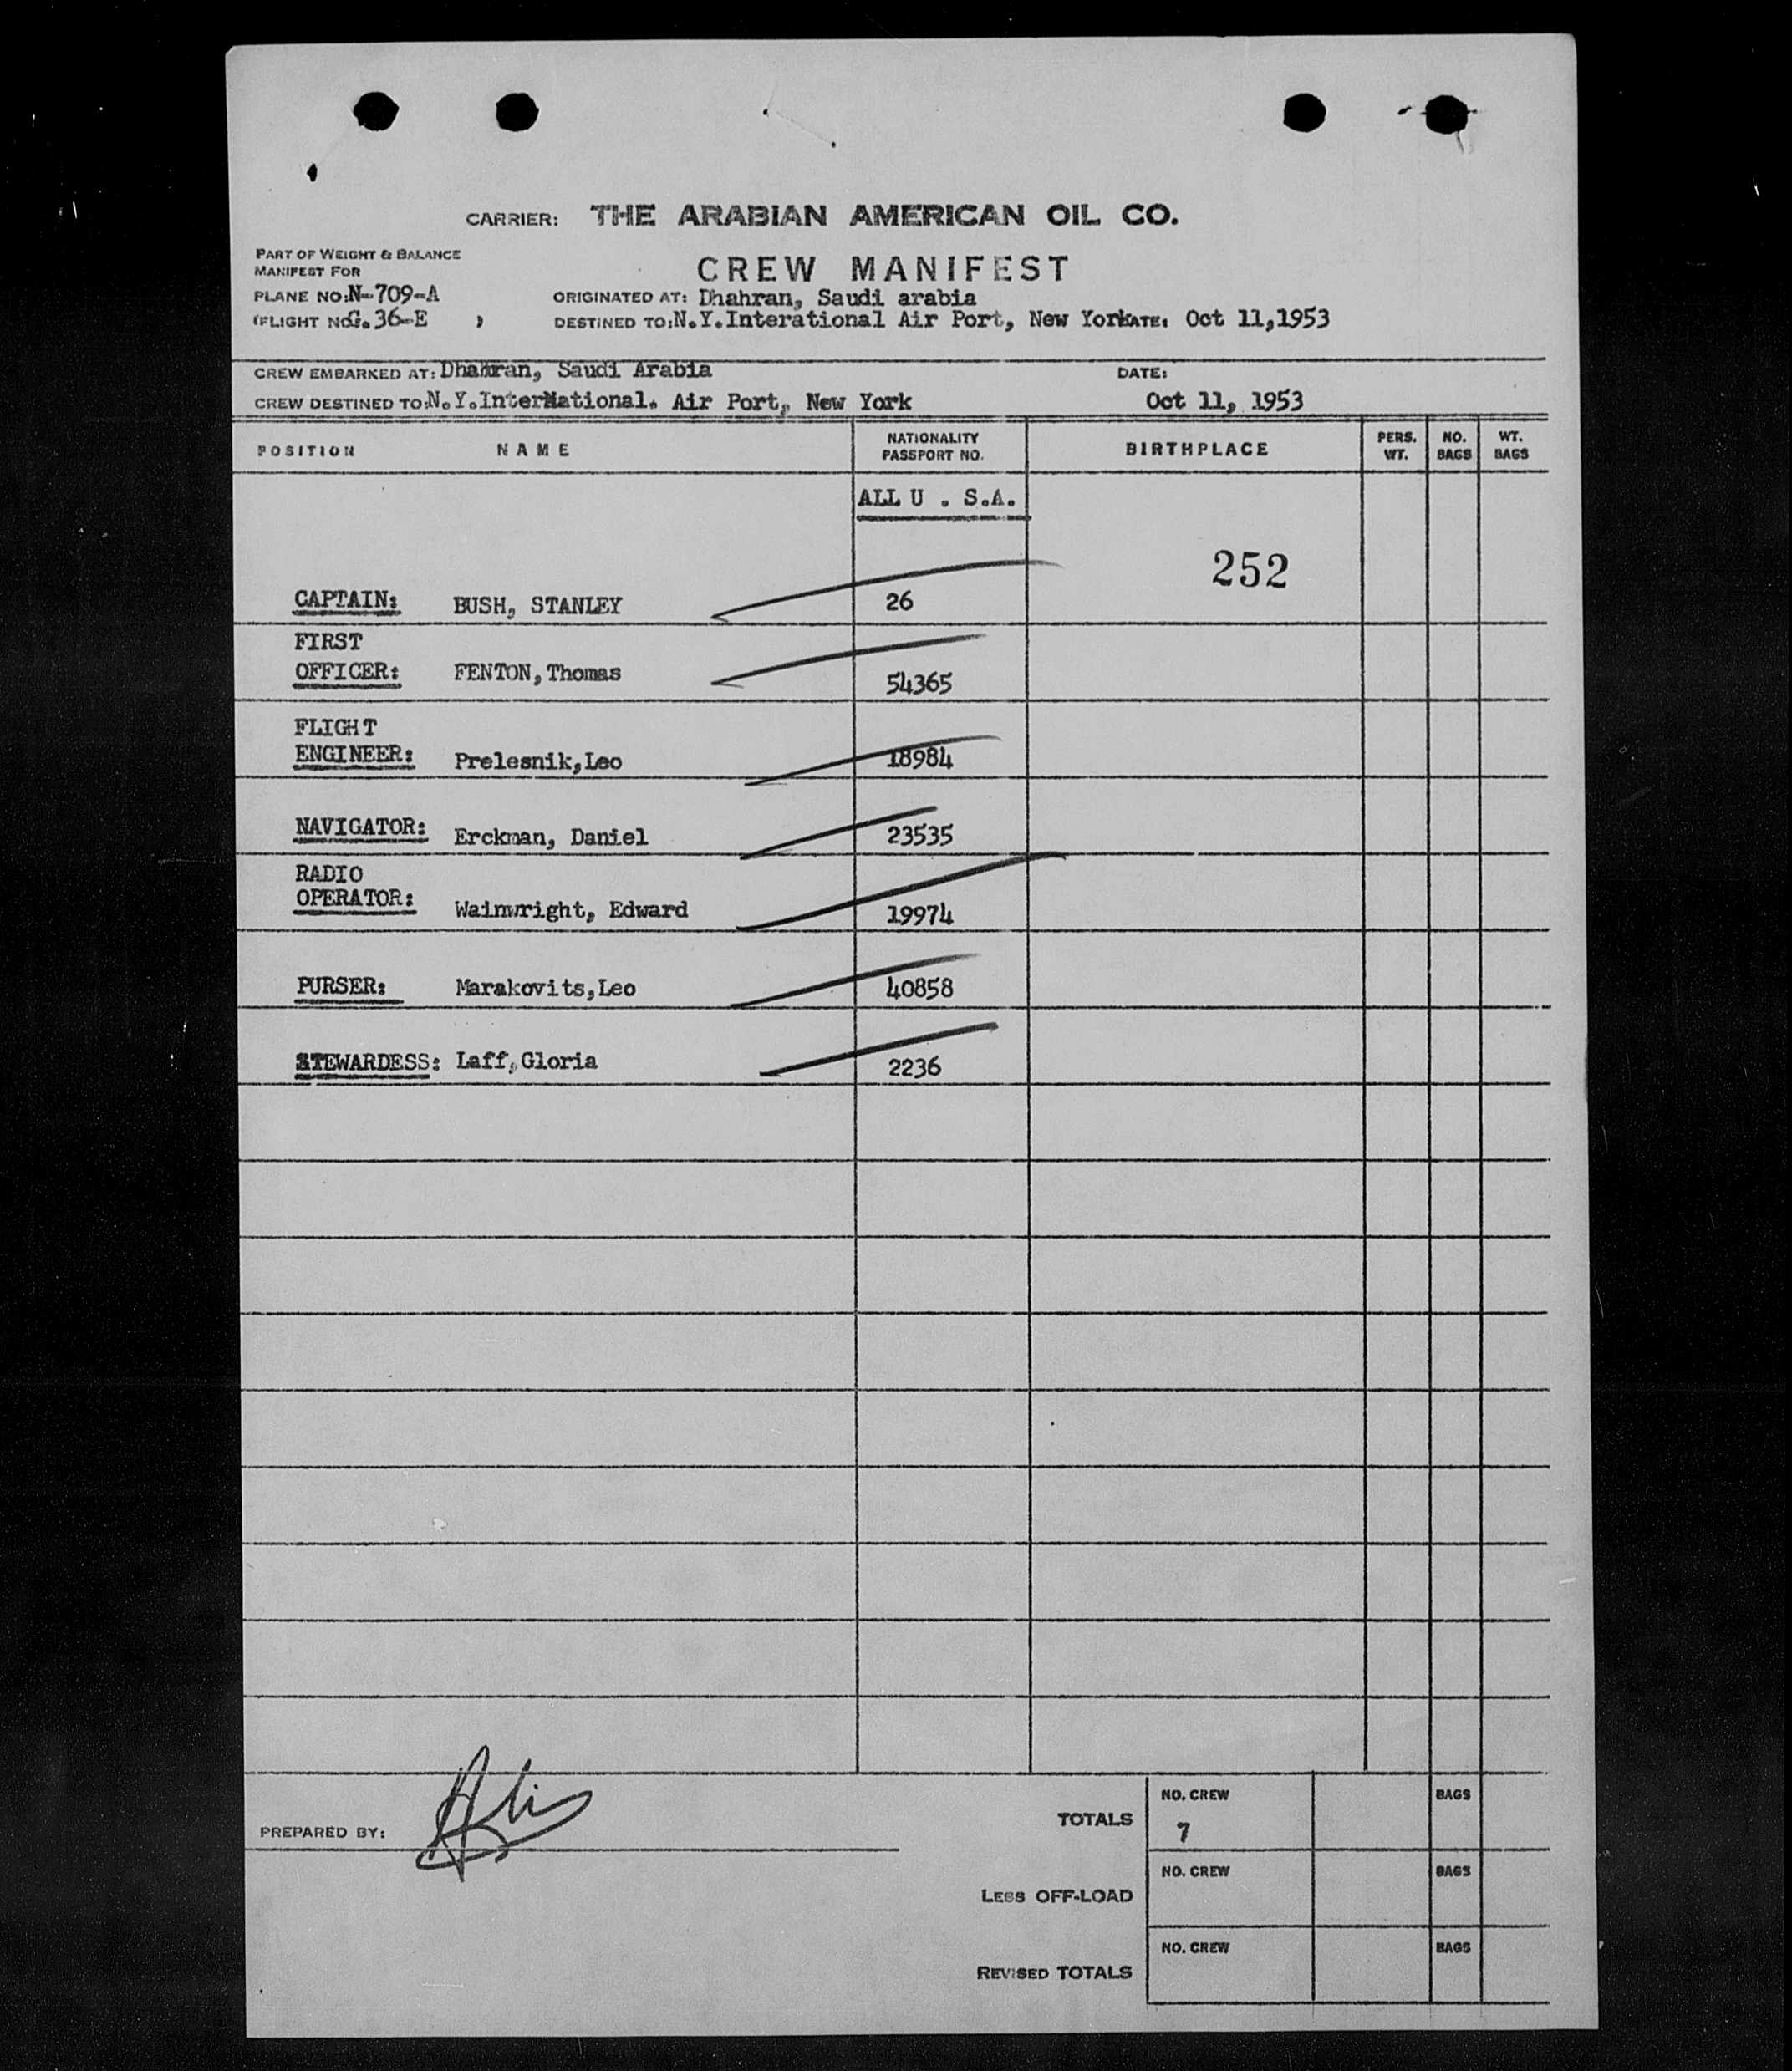 CARRIER: THE ARABIAN AMERICAN OIL CO.
PART OF WEIGHT & BALANCE
MANIFEST FOR
CREW MANIFEST
PLANE NO: N-709-A
ORIGINATED AT: Dhahran, Saudi arabia
(FLIGHT NO. G. 36-E )
DESTINED TO: N.Y.Interational Air Port, New York DATE: Oct 11,1953
CREW EMBARKED AT: Dhahran, Saudi Arabia
DATE:
CREW DESTINED TO: N.Y.InterNational. Air Port, New York
Oct 11, 1953
POSITION NAME NATIONALITY PASSPORT NO. BIRTHPLACE PERS. WT. NO. BAGS WT. BAGS
ALL U . S.A.
252
CAPTAIN: BUSH, STANLEY 26
FIRST
OFFICER: FENTON, Thomas 54365
FLIGHT
ENGINEER: Prelesnik,Leo 18984
NAVIGATOR: Erckman, Daniel 23535
RADIO
OPERATOR: Wainwright, Edward 19974
PURSER: Marakovits,Leo 40858
STEWARDESS: Laff,Gloria 2236
PREPARED BY:
TOTALS NO. CREW 7 BAGS
LESS OFF-LOAD NO. CREW BAGS
REVISED TOTALS NO. CREW BAGS